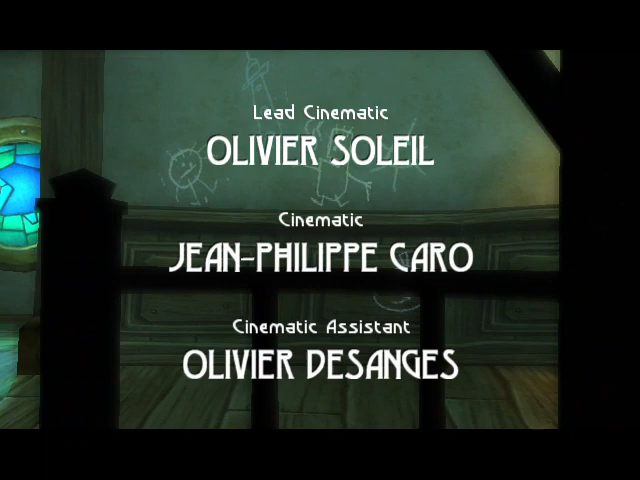 Lead Cinematic
OLIVIER SOLEIL
Cinematic
JEAN-PHILIPPE CARO
Cinematic Assistant
OLIVIER DESANGES